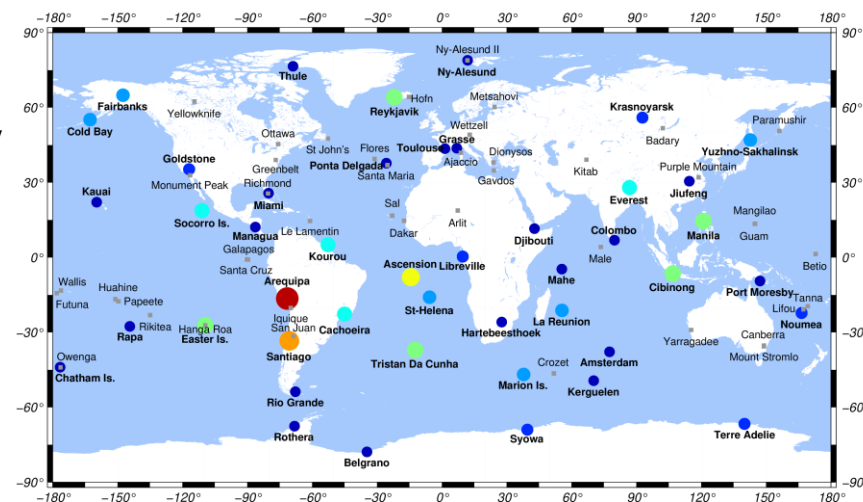 −180 −150 −120 −90 −60 −30 0 30 60 90 120 150 180
90° 90°
Ny-Alesund II
Thule Ny-Alesund
Fairbanks Hofn Metsahovi
60° Yellowknife Reykjavik Krasnoyarsk Paramushir 60°
Cold Bay Wettzell Badary
Ottawa St John's Flores Toulouse Grasse Yuzhno-Sakhalinsk
Goldstone Greenbelt Ponta Delgada Ajaccio Dionysos Kitab Purple Mountain
30° Monument Peak Richmond Santa Maria Gavdos Jiufeng 30°
Kauai Miami Everest
Socorro Is. Sal Arlit Mangilao
Managua Le Lamentin Dakar Djibouti Colombo Manila Guam
Galapagos Kourou
0° Santa Cruz Ascension Libreville Male Betio 0°
Wallis Arequipa Mahe Cibinong Port Moresby
Huahine Tanna
Futuna Papeete St-Helena Lifou
Rikitea Hanga Roa Iquique La Reunion Noumea
−30° Rapa Easter Is. San Juan Cachoeira Hartebeesthoek Yarragadee −30°
Owenga Santiago Tristan Da Cunha Crozet Amsterdam Canberra
Chatham Is. Marion Is. Kerguelen Mount Stromlo
Rio Grande
−60° −60°
Rothera Syowa Terre Adelie
Belgrano
−90° −90°
−180 −150 −120 −90 −60 −30 0 30 60 90 120 150 180